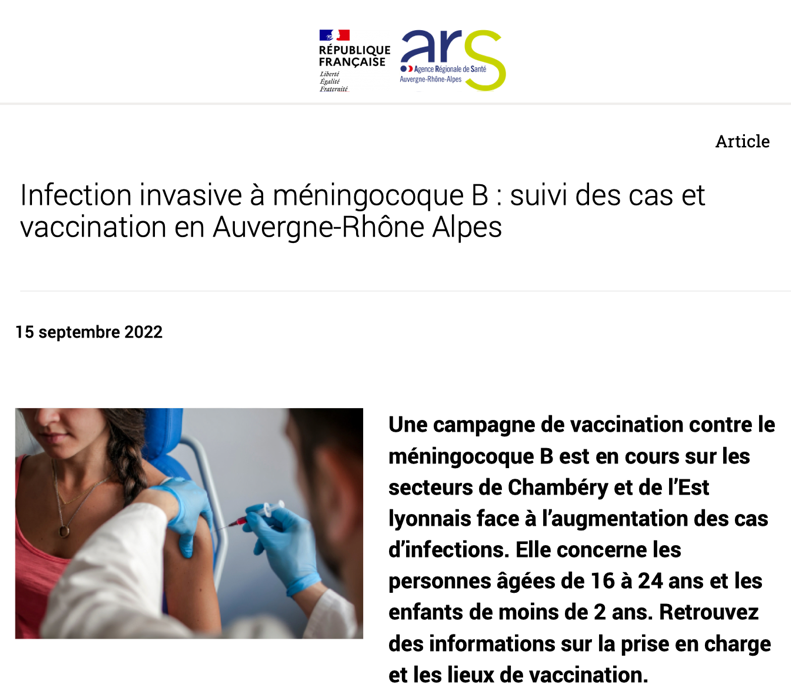 RÉPUBLIQUE
FRANÇAISE
Liberté
Égalité
Fraternité
ars
Agence Régionale de Santé
Auvergne-Rhône-Alpes
Article
Infection invasive à méningocoque B : suivi des cas et
vaccination en Auvergne-Rhône Alpes
15 septembre 2022
Une campagne de vaccination contre le
méningocoque B est en cours sur les
secteurs de Chambéry et de l’Est
lyonnais face à l’augmentation des cas
d’infections. Elle concerne les
personnes âgées de 16 à 24 ans et les
enfants de moins de 2 ans. Retrouvez
des informations sur la prise en charge
et les lieux de vaccination.